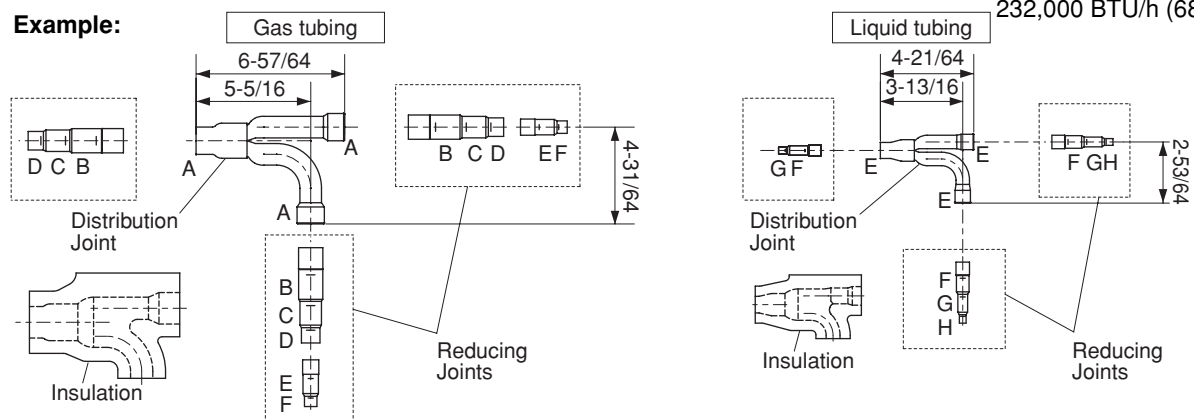 Example:
Gas tubing
6-57/64
5-5/16
D C B
A
A
A
B C D
E F
4-31/64
Distribution
Joint
B
C
D
E
F
Insulation
Reducing
Joints
232,000 BTU/h (68
Liquid tubing
4-21/64
3-13/16
G F
E
E
E
F G H
2-53/64
Distribution
Joint
F
G
H
Insulation
Reducing
Joints